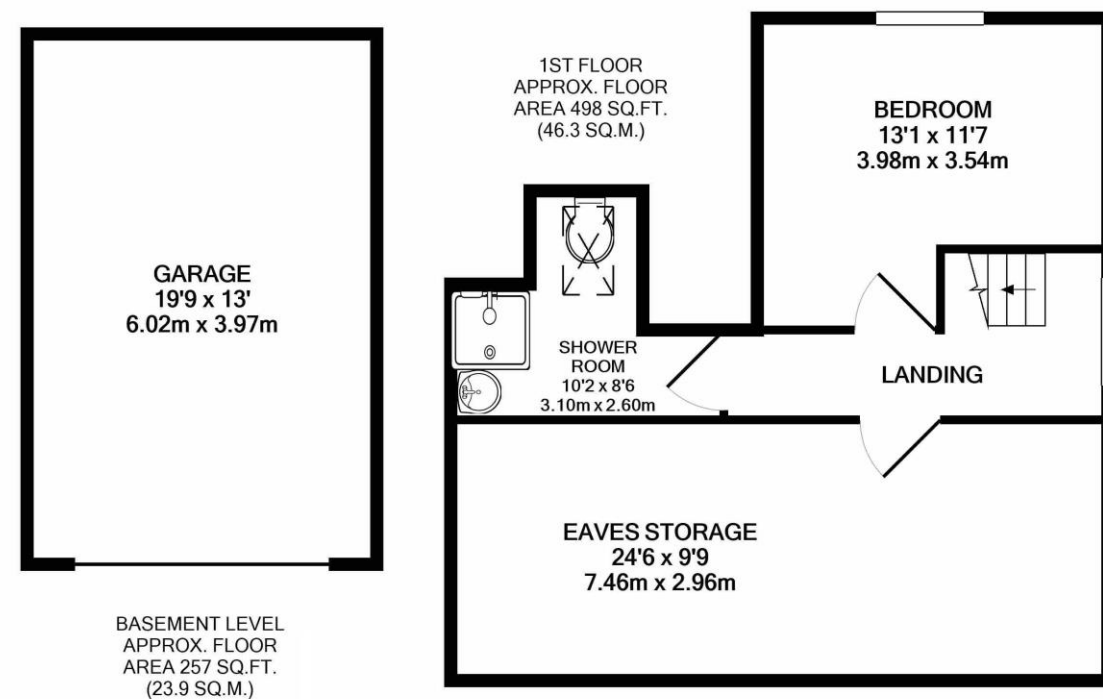 GARAGE
19'9 x 13'
6.02m x 3.97m
BASEMENT LEVEL
APPROX. FLOOR
AREA 257 SQ.FT.
(23.9 SQ.M.)
1ST FLOOR
APPROX. FLOOR
AREA 498 SQ.FT.
(46.3 SQ.M.)
BEDROOM
13'1 x 11'7
3.98m x 3.54m
SHOWER
ROOM
10'2 x 8'6
3.10m x 2.60m
LANDING
EAVES STORAGE
24'6 x 9'9
7.46m x 2.96m